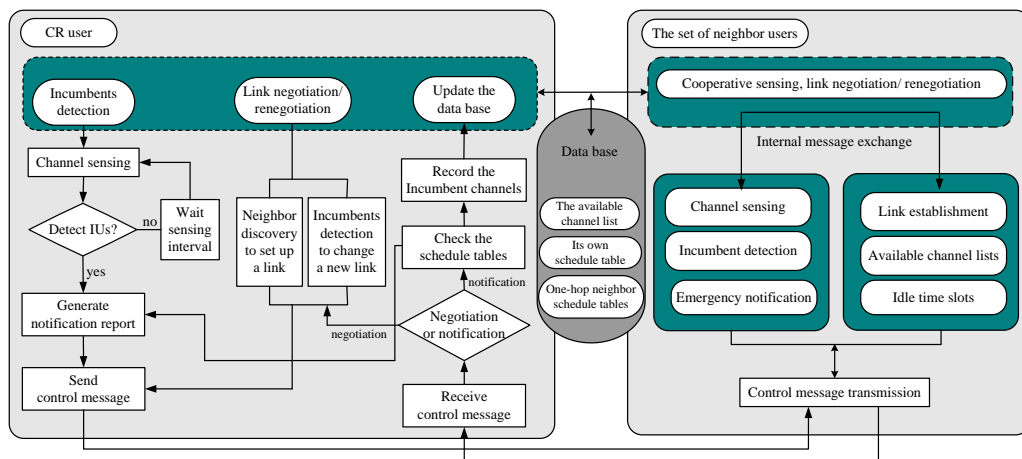 CR user
Incumbents
detection
Link negotiation/
renegotiation
Update the
data base
Channel sensing
Detect IUs?
no
Wait
sensing
interval
yes
Generate
notification report
Send
control message
Neighbor
discovery
to set up
a link
Incumbents
detection
to change
a new link
negotiation
Record the
Incumbent channels
Check the
schedule tables
notification
Negotiation
or notification
Receive
control message
Data base
The available
channel list
Its own
schedule table
One-hop neighbor
schedule tables
The set of neighbor users
Cooperative sensing, link negotiation/ renegotiation
Internal message exchange
Channel sensing
Incumbent detection
Emergency notification
Link establishment
Available channel lists
Idle time slots
Control message transmission